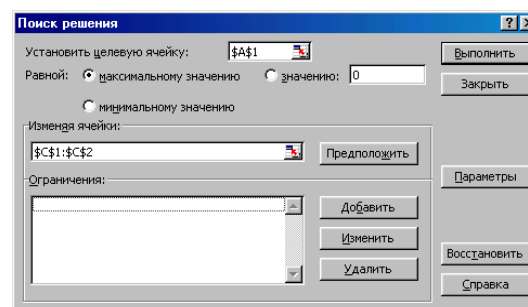 Поиск решения
Установить целевую ячейку: $A$1 Выполнить
Равной: максимальному значению значению: 0 Закрыть
минимальному значению
Изменяя ячейки:
$C$1:$C$2 Предположить
Ограничения: Параметры
Добавить
Изменить
Удалить Восстановить
Справка